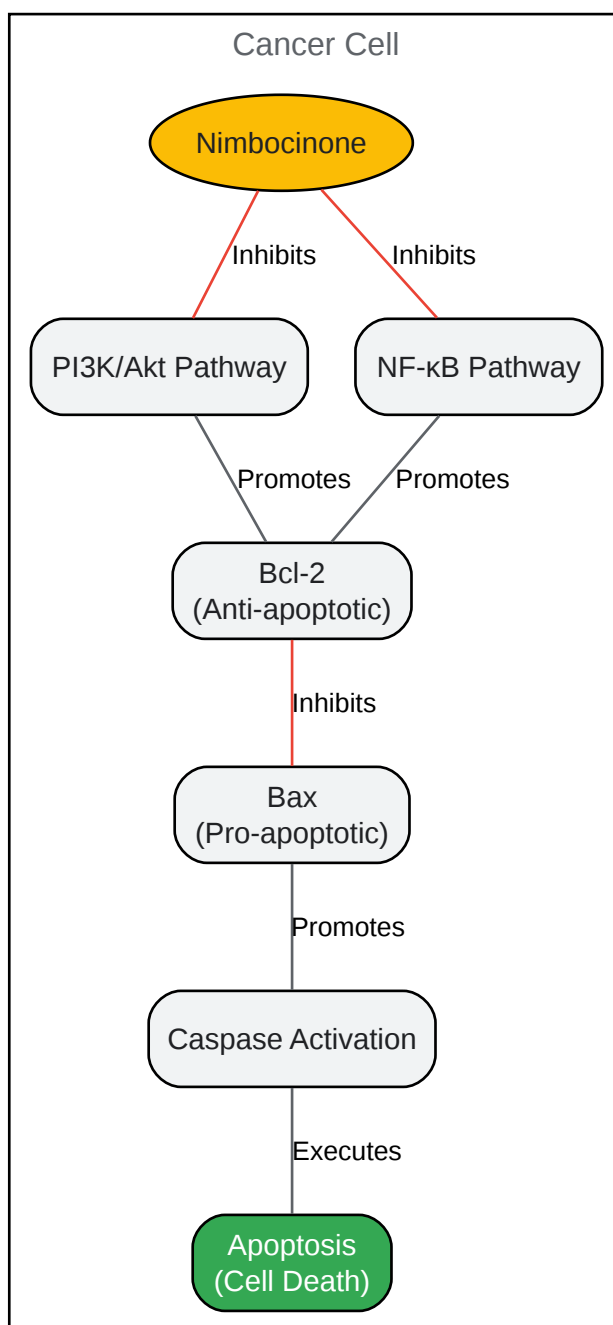 Cancer Cell
Nimbocinone
Inhibits
Inhibits
PI3K/Akt Pathway
NF-κB Pathway
Promotes
Promotes
Bcl-2
(Anti-apoptotic)
Inhibits
Bax
(Pro-apoptotic)
Promotes
Caspase Activation
Executes
Apoptosis
(Cell Death)